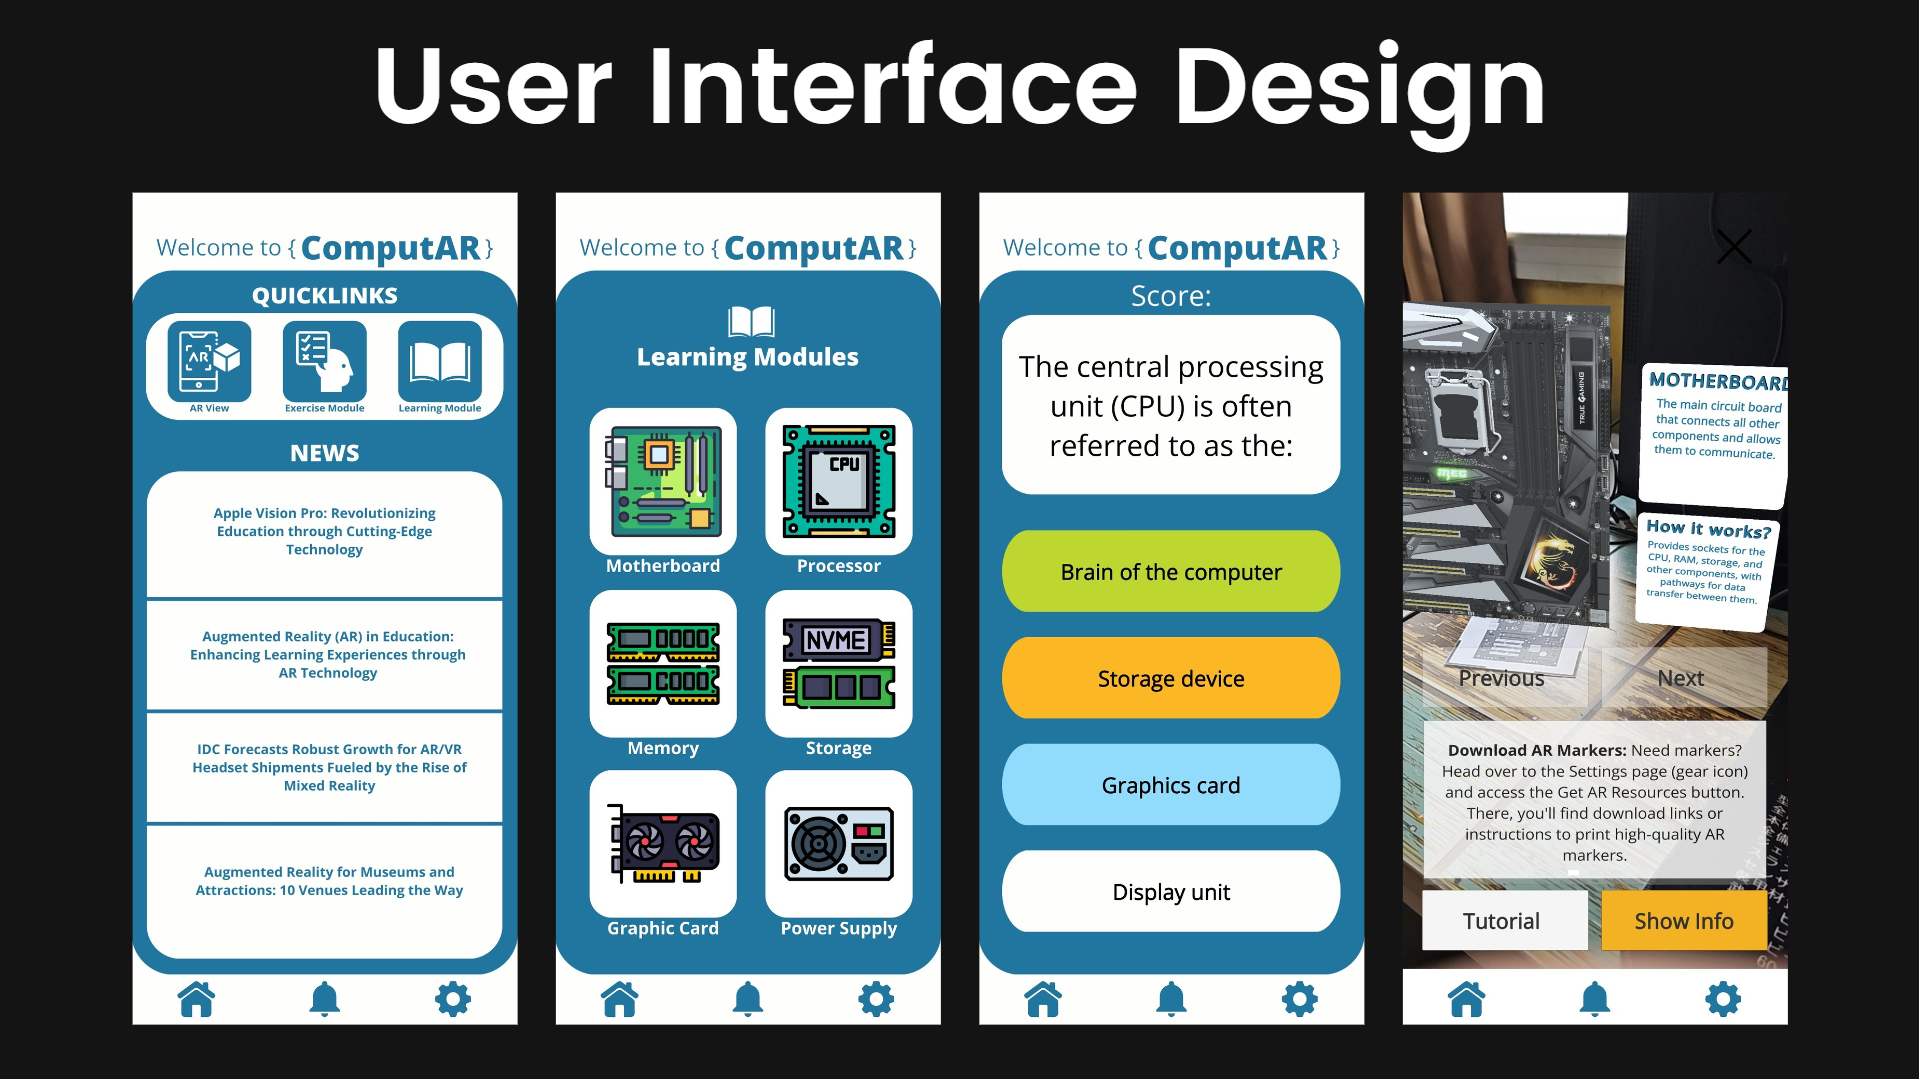 User Interface Design
Welcome to { ComputAR }
QUICKLINKS
AR
AR View
Exercise Module
Learning Module
NEWS
Apple Vision Pro: Revolutionizing
Education through Cutting-Edge
Technology
Augmented Reality (AR) in Education:
Enhancing Learning Experiences through
AR Technology
IDC Forecasts Robust Growth for AR/VR
Headset Shipments Fueled by the Rise of
Mixed Reality
Augmented Reality for Museums and
Attractions: 10 Venues Leading the Way
Welcome to { ComputAR }
Learning Modules
CPU
Motherboard
Processor
NVME
Memory
Storage
Graphic Card
Power Supply
Welcome to { ComputAR }
Score:
The central processing
unit (CPU) is often
referred to as the:
Brain of the computer
Storage device
Graphics card
Display unit
TRUE GAMING
MEG
MOTHERBOARD
The main circuit board
that connects all other
components and allows
them to communicate.
How it works?
Provides sockets for the
CPU, RAM, storage, and
other components, with
pathways for data
transfer between them.
Previous
Next
Download AR Markers: Need markers?
Head over to the Settings page (gear icon)
and access the Get AR Resources button.
There, you'll find download links or
instructions to print high-quality AR
markers.
Tutorial
Show Info